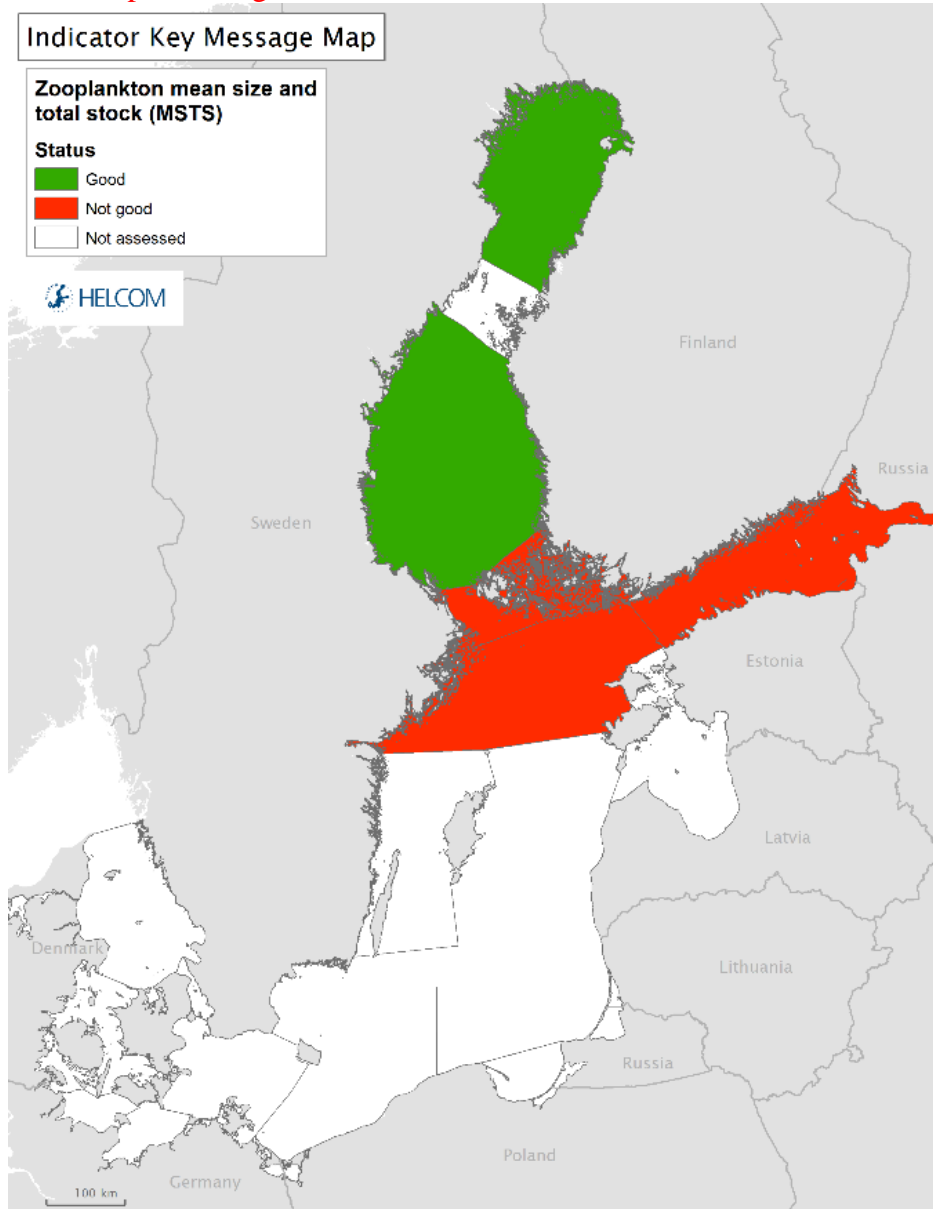 Indicator Key Message Map
Zooplankton mean size and
total stock (MSTS)
Status
Good
Not good
Not assessed
HELCOM
Finland
Russia
Sweden
Estonia
Latvia
Denmark
Lithuania
Russia
Poland
Germany
100 km